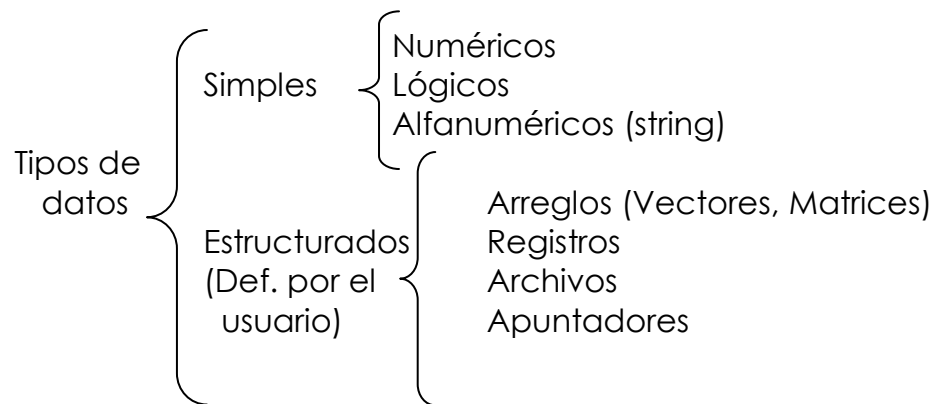 Tipos de
datos
Simples
Numéricos
Lógicos
Alfanuméricos (string)
Estructurados
(Def. por el
usuario)
Arreglos (Vectores, Matrices)
Registros
Archivos
Apuntadores